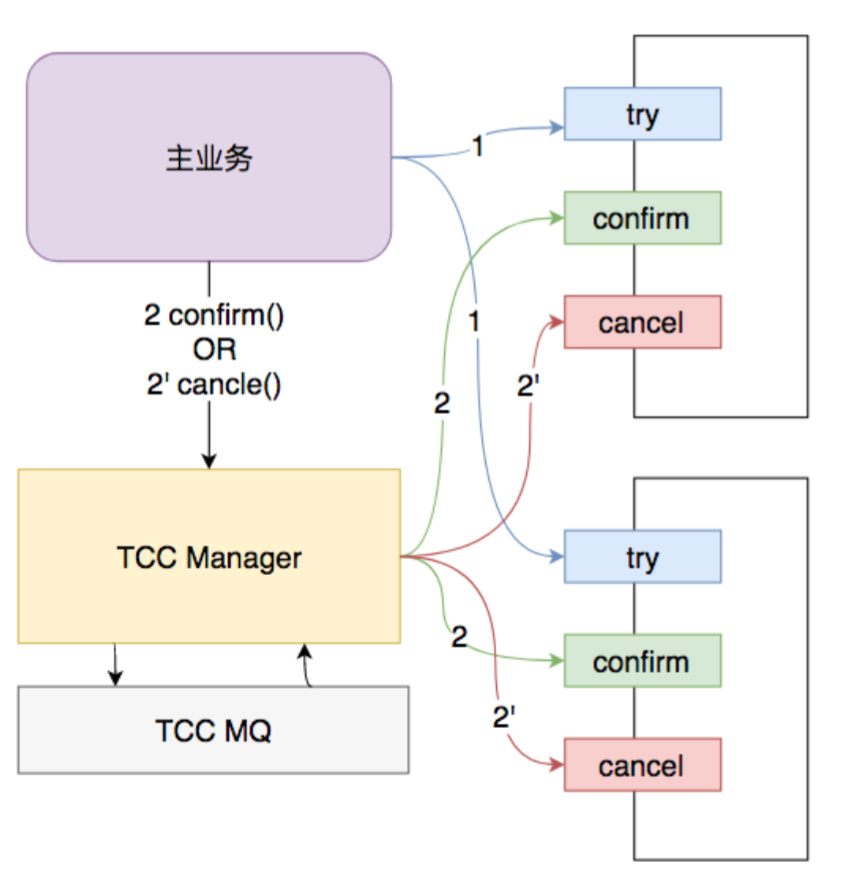 主业务
1
try
confirm
cancel
2 confirm()
OR
2' cancle()
1
2'
2
TCC Manager
try
2
confirm
2'
cancel
TCC MQ